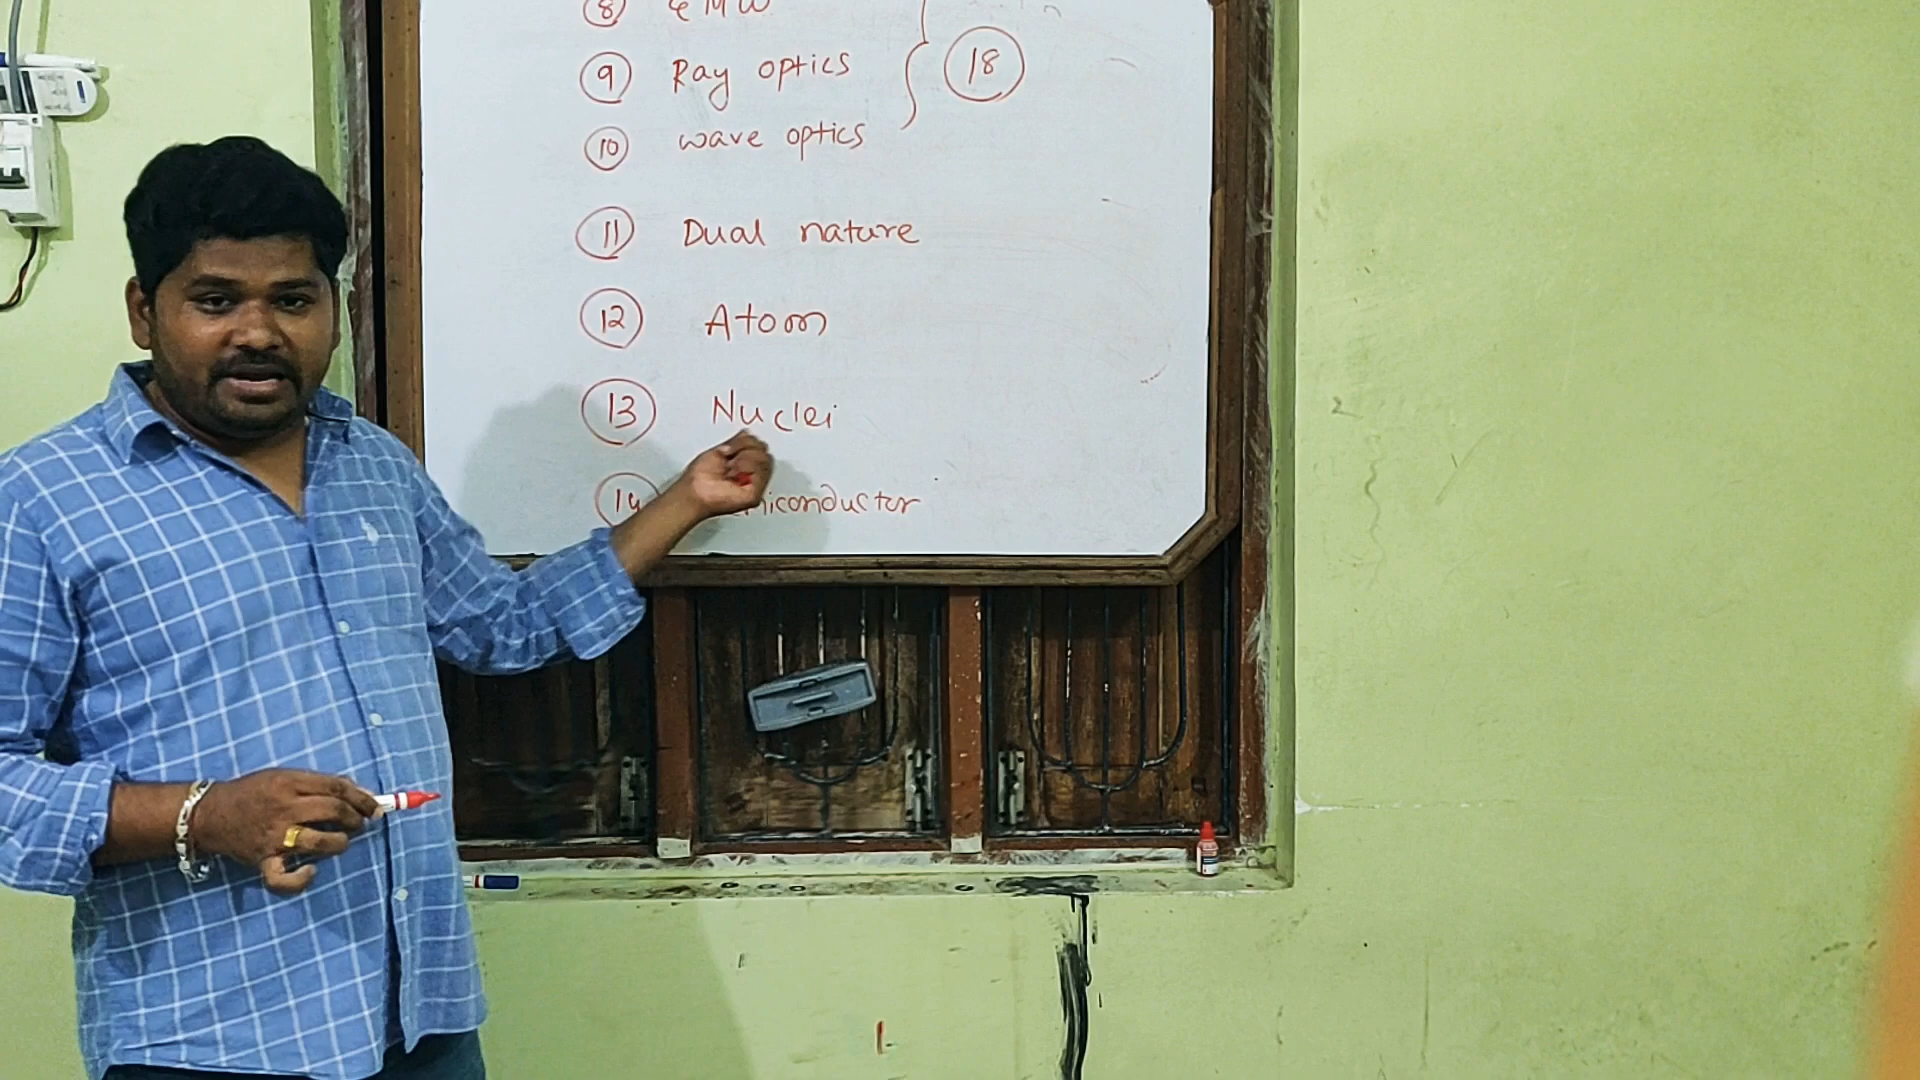 8 EMW
9 Ray optics 18
10 wave optics
11 Dual nature
12 Atom
13 Nuclei
14 miconductor